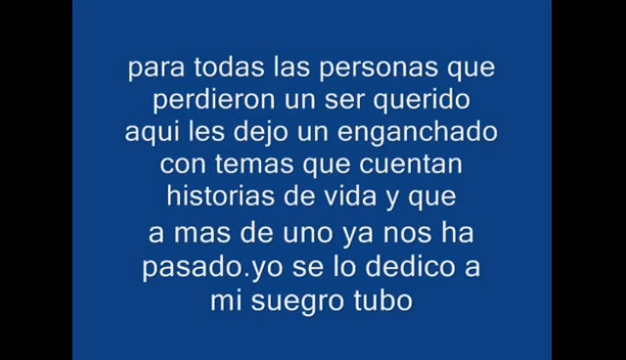 para todas las personas que
perdieron un ser querido
aqui les dejo un enganchado
con temas que cuentan
historias de vida y que
a mas de uno ya nos ha
pasado.yo se lo dedico a
mi suegro tubo